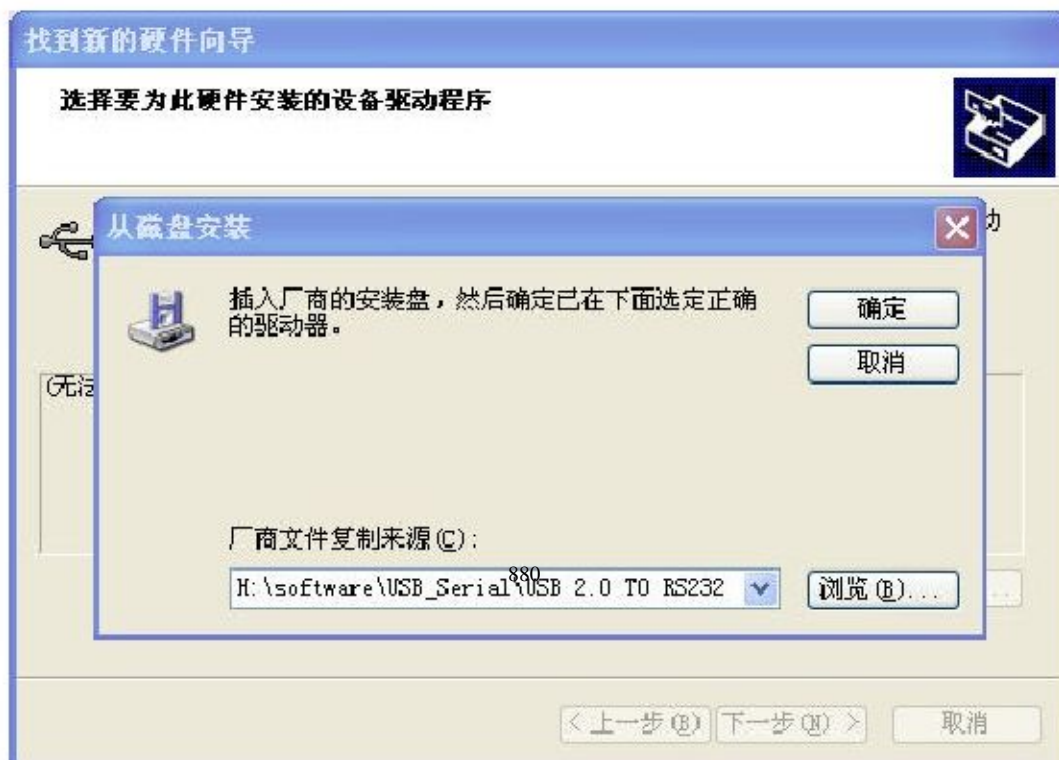 找到新的硬件向导
选择要为此硬件安装的设备驱动程序
动
从磁盘安装
插入厂商的安装盘，然后确定已在下面选定正确
的驱动器。
确定
取消
(无法
厂商文件复制来源(C):
880
H:\software\USB_Serial\USB 2.0 TO RS232
浏览(B)...
< 上一步(B)
下一步(N) >
取消